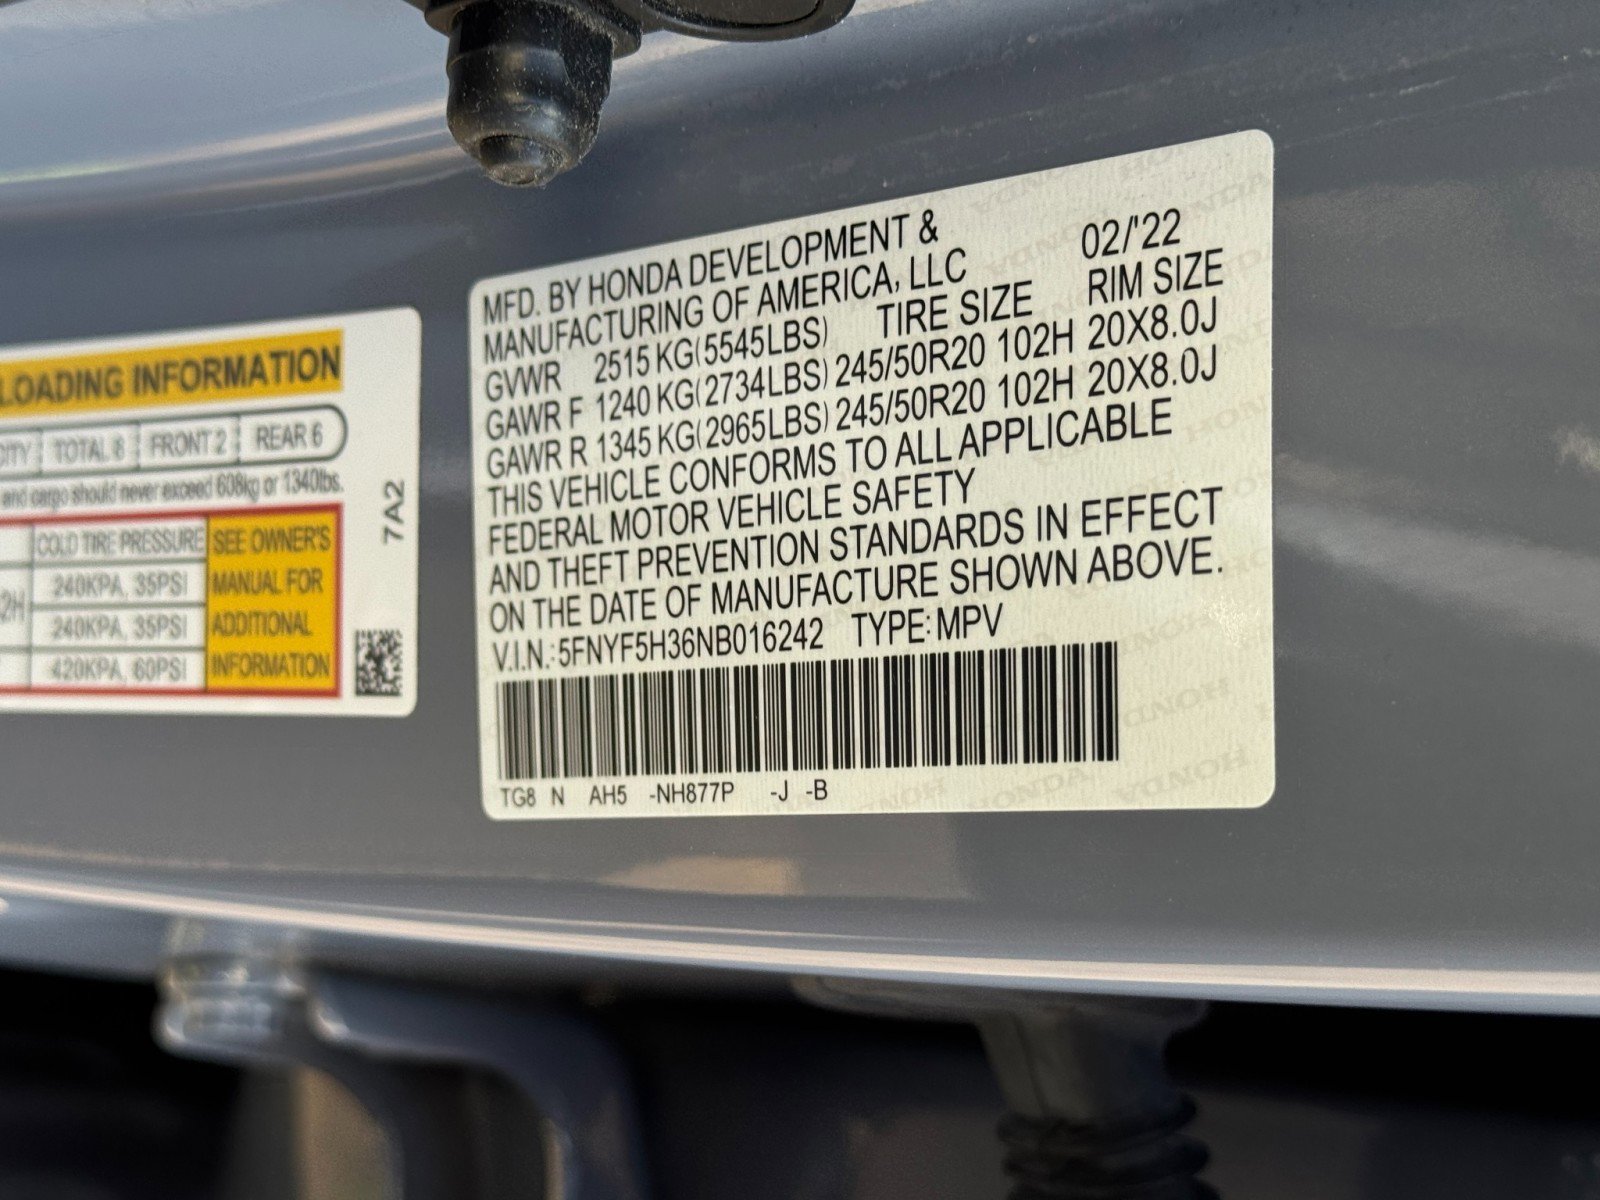 LOADING INFORMATION
CITY TOTAL 8 FRONT 2 REAR 6
and cargo should never exceed 608kg or 1340lbs.
COLD TIRE PRESSURE SEE OWNER'S
2H 240KPA, 35PSI MANUAL FOR
240KPA, 35PSI ADDITIONAL
420KPA, 60PSI INFORMATION
7A2
MFD. BY HONDA DEVELOPMENT & 02/'22
MANUFACTURING OF AMERICA, LLC RIM SIZE
GVWR 2515 KG(5545LBS) TIRE SIZE
GAWR F 1240 KG(2734LBS) 245/50R20 102H 20X8.0J
GAWR R 1345 KG(2965LBS) 245/50R20 102H 20X8.0J
THIS VEHICLE CONFORMS TO ALL APPLICABLE
FEDERAL MOTOR VEHICLE SAFETY
AND THEFT PREVENTION STANDARDS IN EFFECT
ON THE DATE OF MANUFACTURE SHOWN ABOVE.
V.I.N.: 5FNYF5H36NB016242 TYPE: MPV
TG8 N AH5 -NH877P -J -B